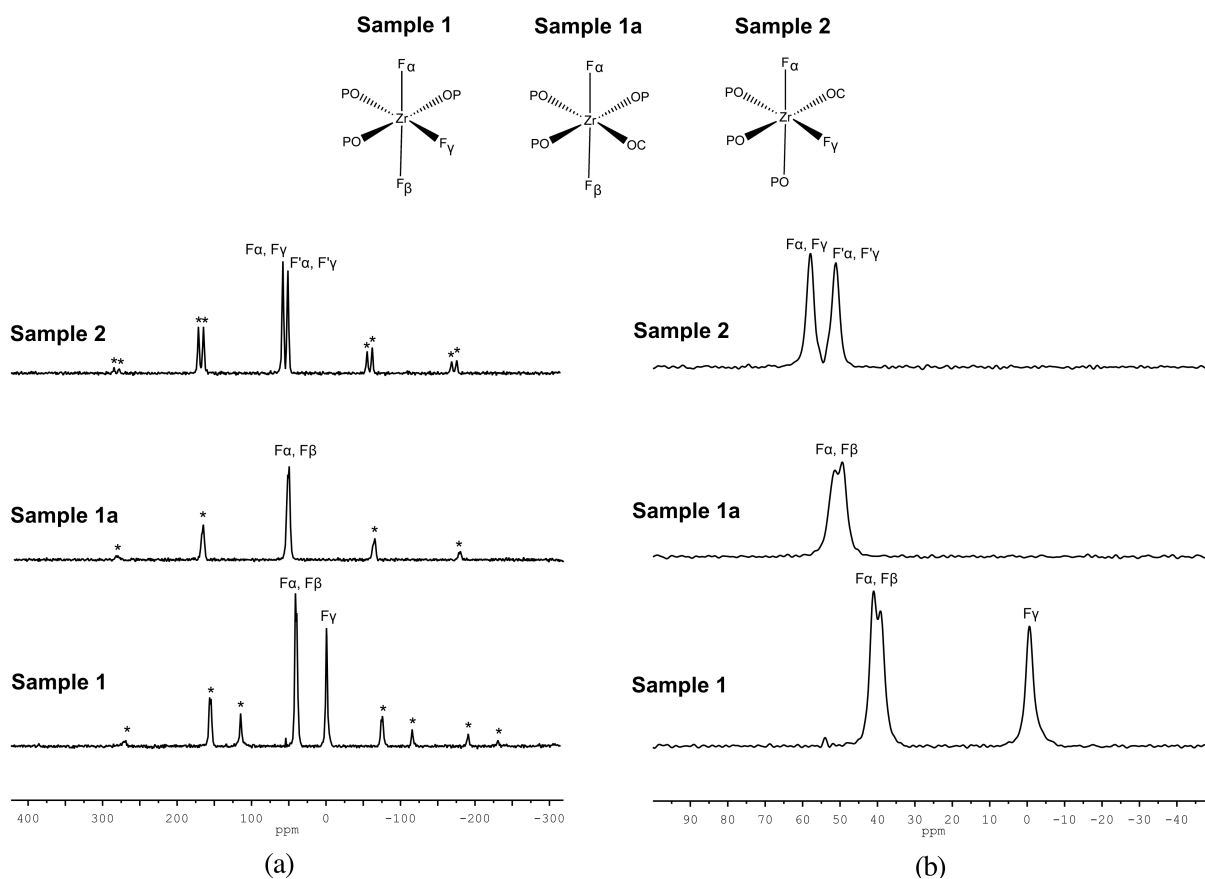 Sample 1 Sample 1a Sample 2
Fα Fα Fα
PO OP PO OP PO OC
Zr Zr Zr
PO Fγ PO OC PO Fγ
Fβ Fβ PO
Fα, Fγ
F'α, F'γ
Sample 2
** ** * * * *
Fα, Fβ
Sample 1a
* * * *
Fα, Fβ
Fγ
Sample 1
* * * * * * *
400 300 200 100 0 -100 -200 -300
ppm
(a)
Fα, Fγ
F'α, F'γ
Sample 2
Fα, Fβ
Sample 1a
Fα, Fβ
Fγ
Sample 1
90 80 70 60 50 40 30 20 10 0 -10 -20 -30 -40
ppm
(b)